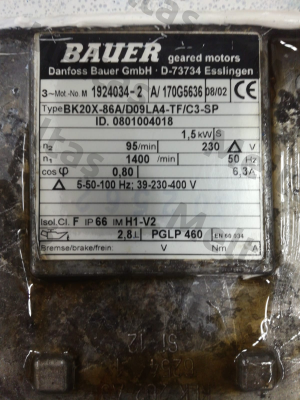 BAUER geared motors
Danfoss Bauer GmbH · D-73734 Esslingen
3~ Mot.-No. M 1924034-2 A/ 170G5636 08/02
Type BK20X-86A/D09LA4-TF/C3-SP
ID. 0801004018
1,5 kW S
n₂ 95/min 230 V
n₁ 1400 /min 50 Hz
cos φ 0,80 6,3 A
5-50-100 Hz; 39-230-400 V
Isol.Cl. F IP 66 IM H1-V2
2,8 L PGLP 460 EN 60 034
Bremse/brake/frein: V Nm A